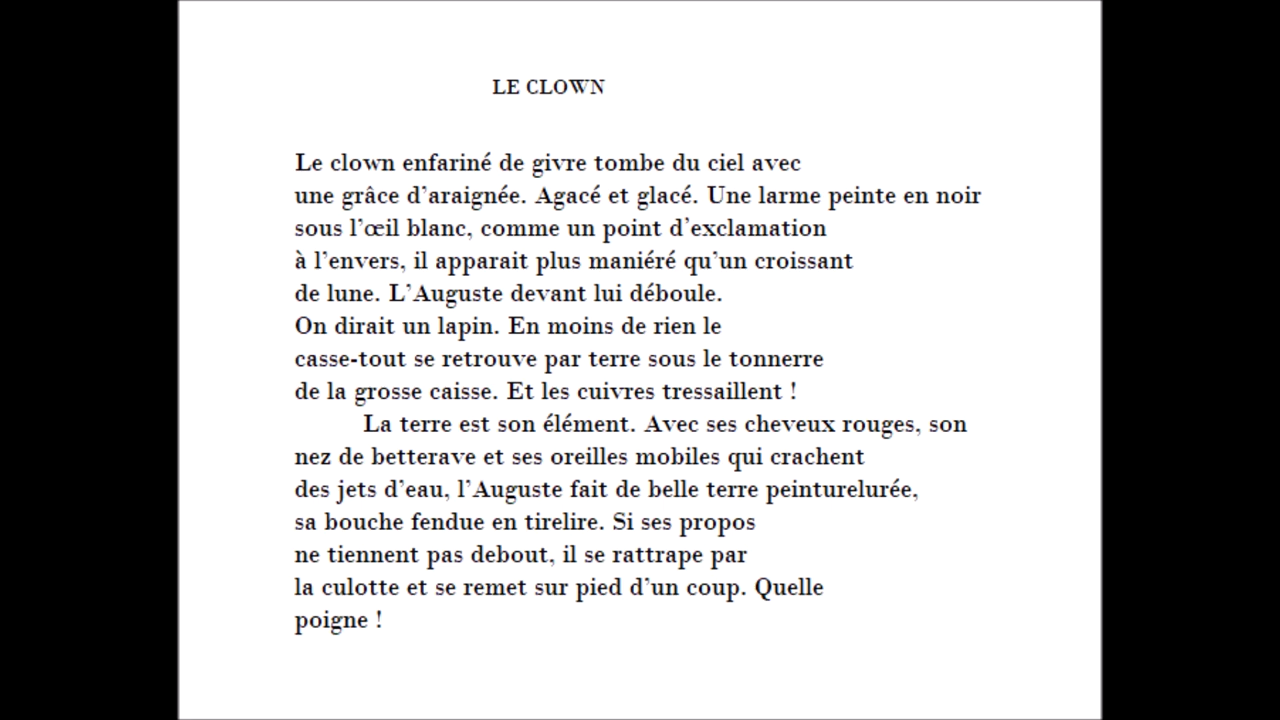 LE CLOWN
Le clown enfariné de givre tombe du ciel avec
une grâce d’araignée. Agacé et glacé. Une larme peinte en noir
sous l’œil blanc, comme un point d’exclamation
à l’envers, il apparait plus maniéré qu’un croissant
de lune. L’Auguste devant lui déboule.
On dirait un lapin. En moins de rien le
casse-tout se retrouve par terre sous le tonnerre
de la grosse caisse. Et les cuivres tressaillent !
La terre est son élément. Avec ses cheveux rouges, son
nez de betterave et ses oreilles mobiles qui crachent
des jets d’eau, l’Auguste fait de belle terre peinturelurée,
sa bouche fendue en tirelire. Si ses propos
ne tiennent pas debout, il se rattrape par
la culotte et se remet sur pied d’un coup. Quelle
poigne !